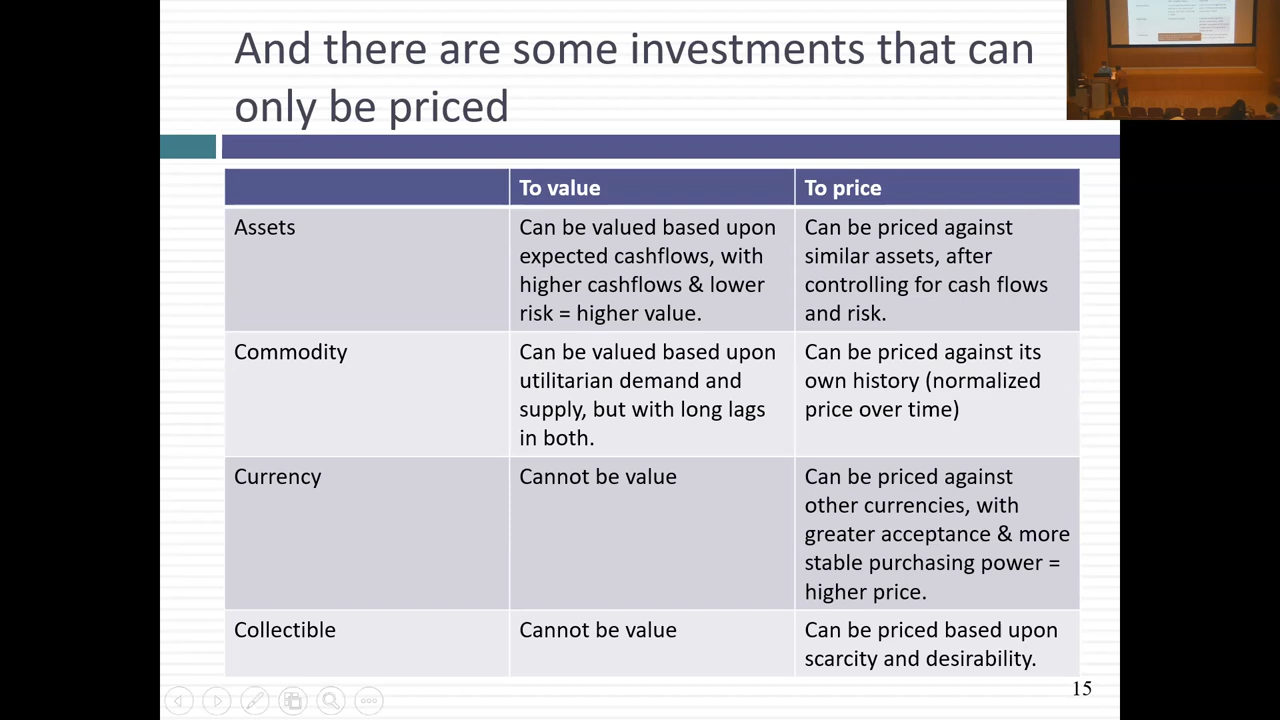 And there are some investments that can
only be priced
To value
To price
Assets
Can be valued based upon
expected cashflows, with
higher cashflows & lower
risk = higher value.
Can be priced against
similar assets, after
controlling for cash flows
and risk.
Commodity
Can be valued based upon
utilitarian demand and
supply, but with long lags
in both.
Can be priced against its
own history (normalized
price over time)
Currency
Cannot be value
Can be priced against
other currencies, with
greater acceptance & more
stable purchasing power =
higher price.
Collectible
Cannot be value
Can be priced based upon
scarcity and desirability.
15